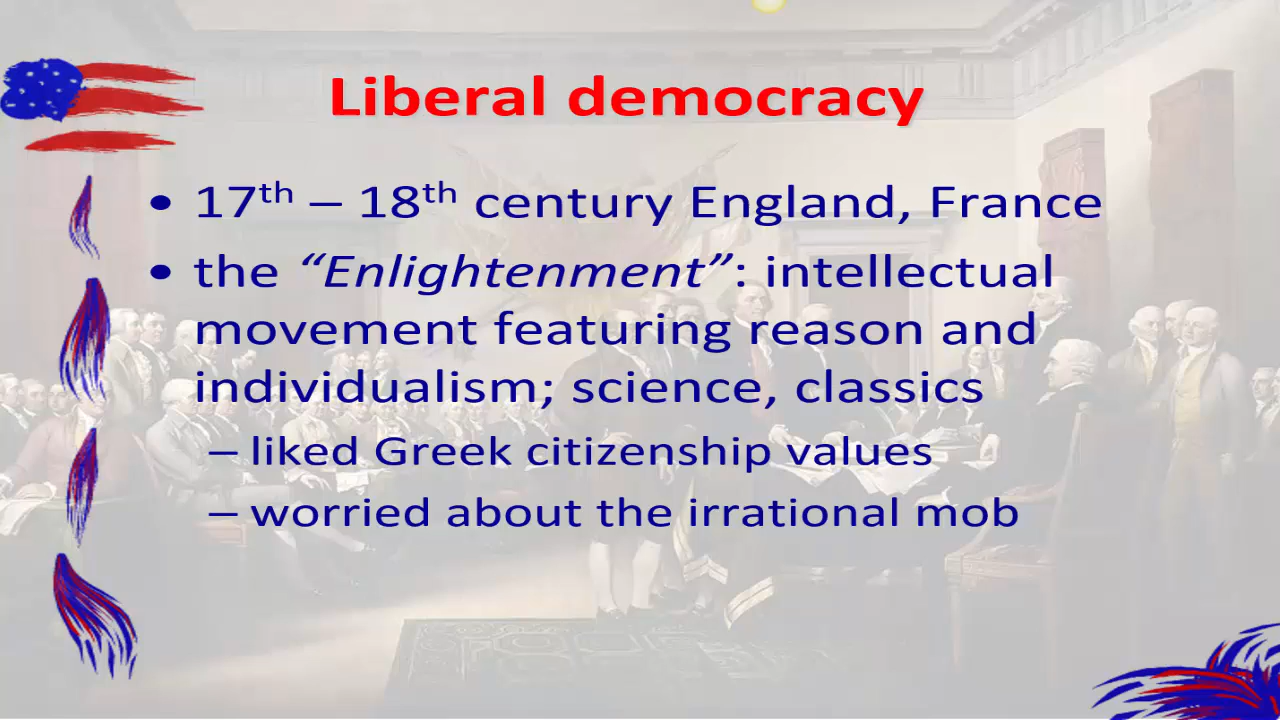 Liberal democracy
• 17th – 18th century England, France
• the “Enlightenment”: intellectual
movement featuring reason and
individualism; science, classics
– liked Greek citizenship values
– worried about the irrational mob